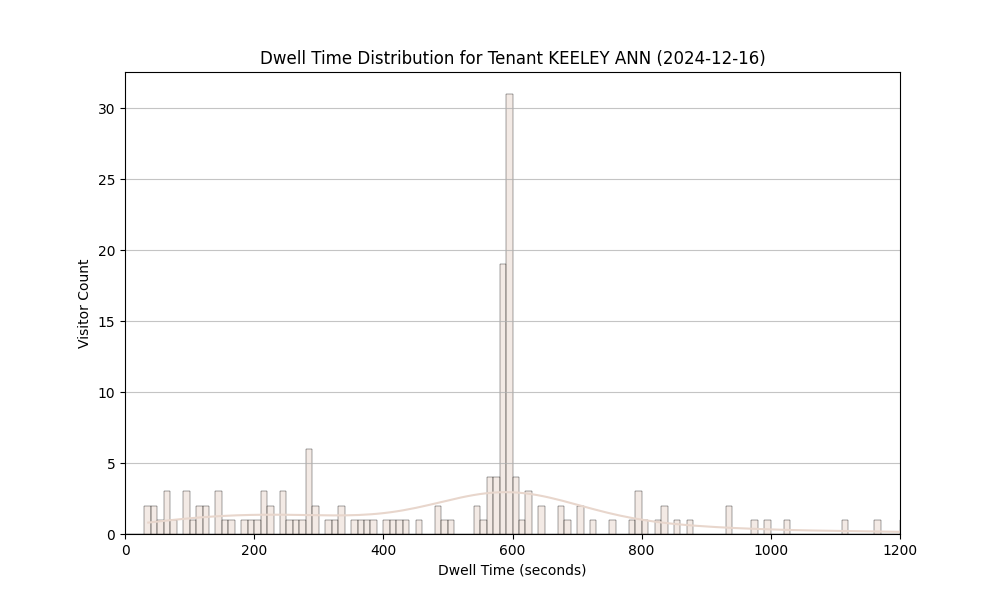 Dwell Time Distribution for Tenant KEELEY ANN (2024-12-16)
30
25
20
15
10
5
0
Visitor Count
0 200 400 600 800 1000 1200
Dwell Time (seconds)